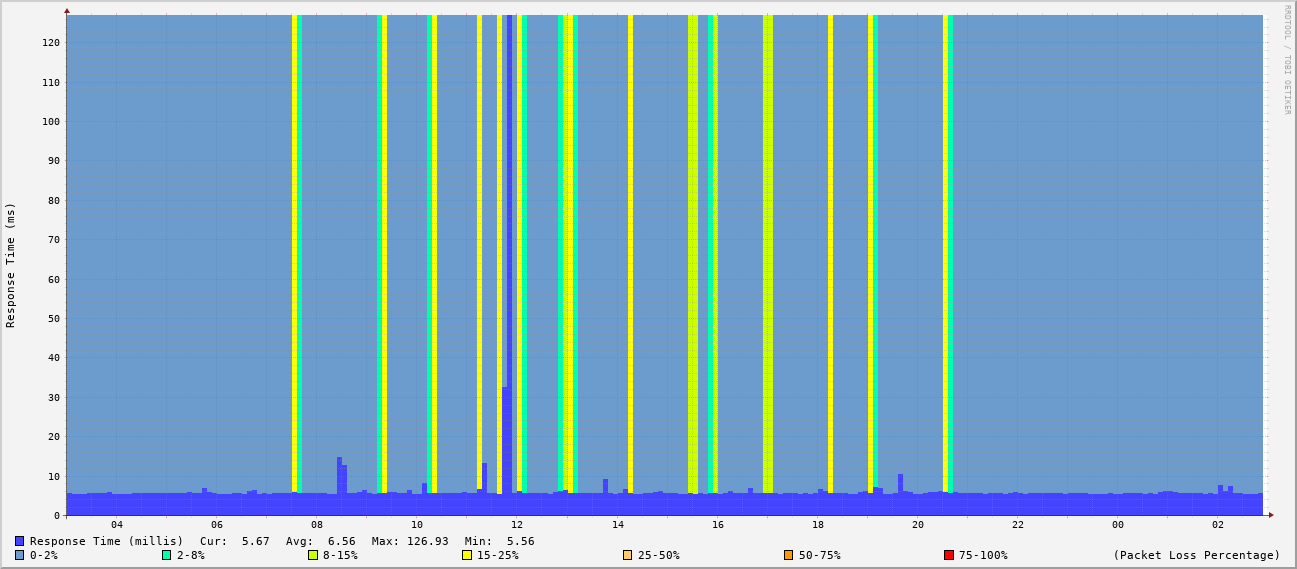 RRDTOOL / TOBI OETIKER
Response Time (ms)
120
110
100
90
80
70
60
50
40
30
20
10
0
04 06 08 10 12 14 16 18 20 22 00 02
Response Time (millis) Cur: 5.67 Avg: 6.56 Max: 126.93 Min: 5.56
0-2% 2-8% 8-15% 15-25% 25-50% 50-75% 75-100% (Packet Loss Percentage)